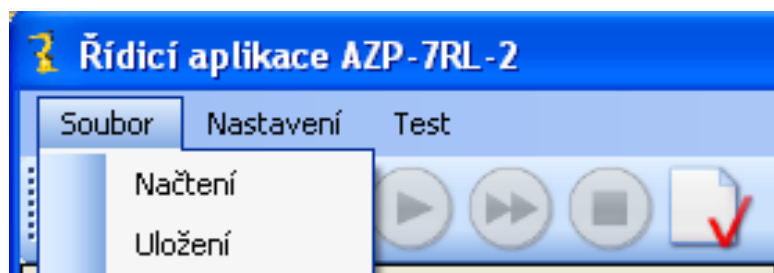 Řídicí aplikace AZP-7RL-2
Soubor Nastavení Test
Načtení
Uložení